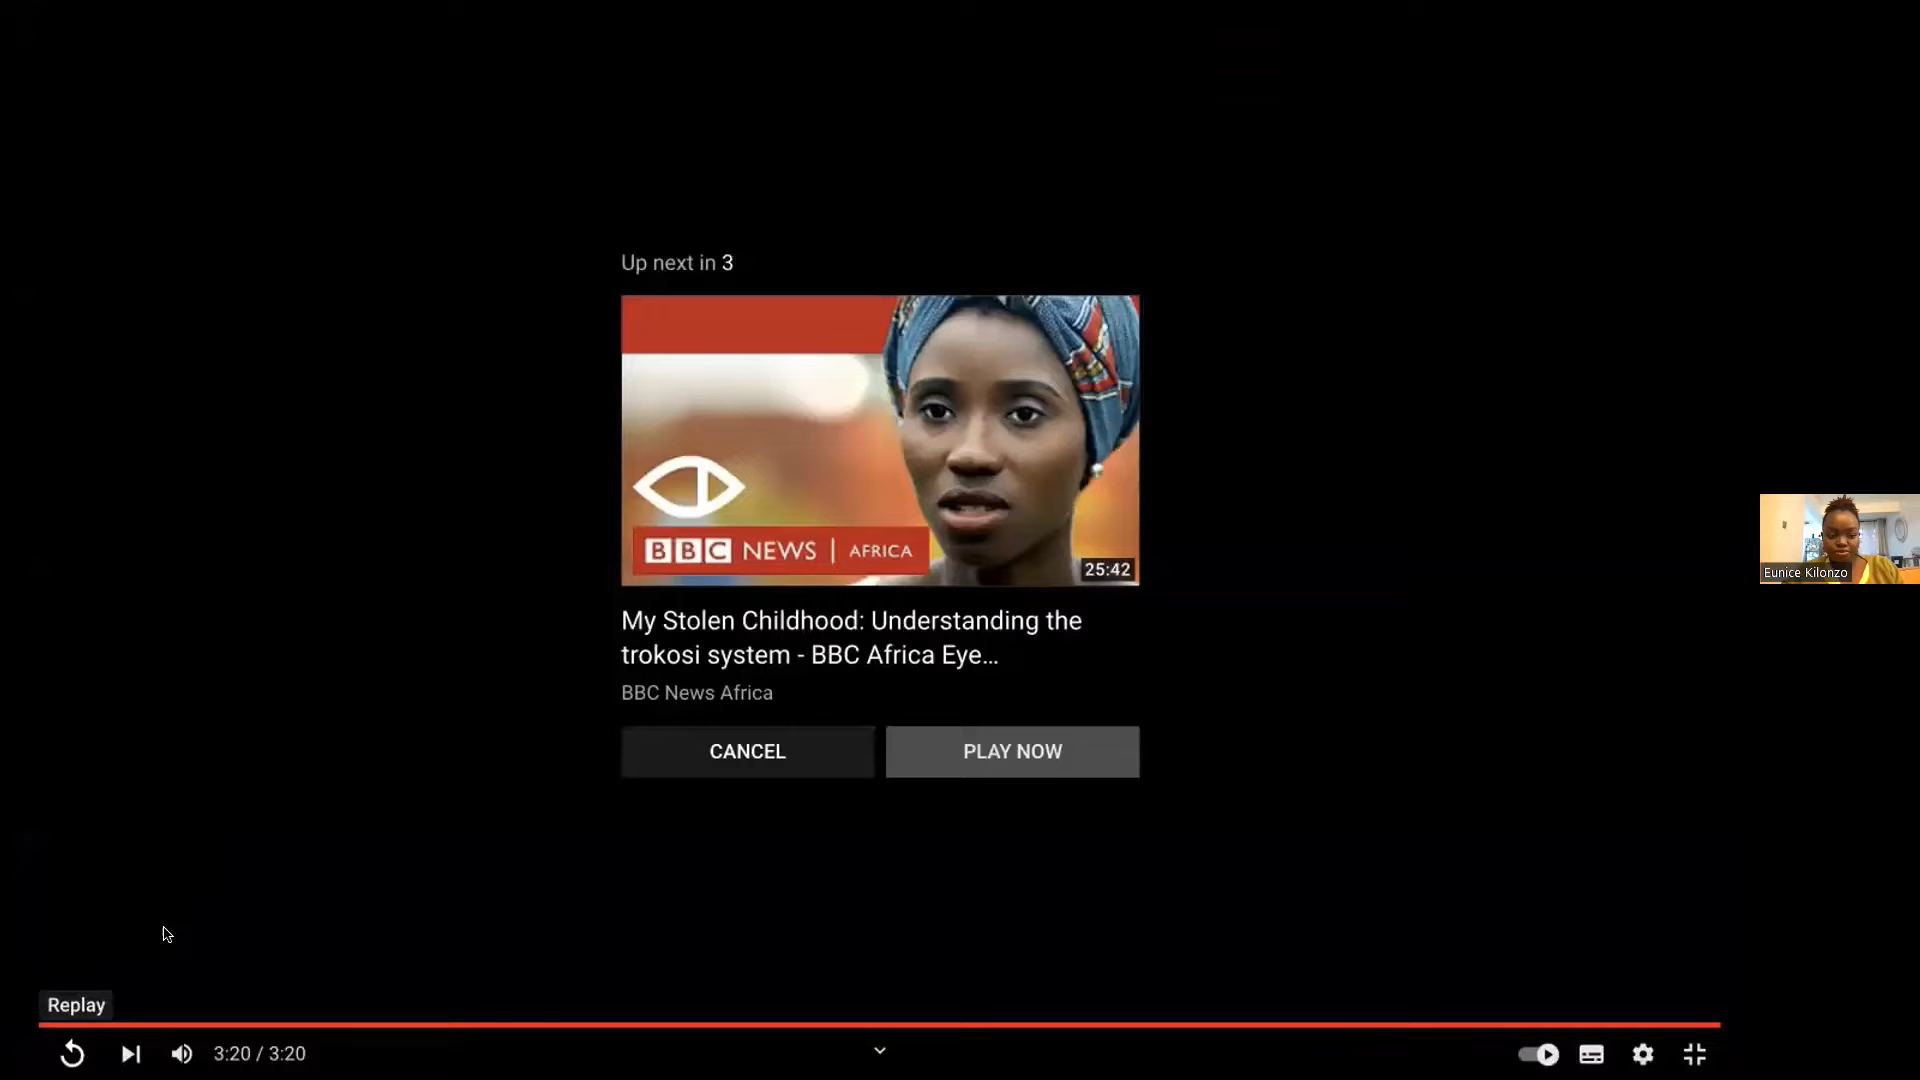 Up next in 3
BBC NEWS | AFRICA
25:42
My Stolen Childhood: Understanding the
trokosi system - BBC Africa Eye...
BBC News Africa
CANCEL
PLAY NOW
Eunice Kilonzo
Replay
3:20 / 3:20